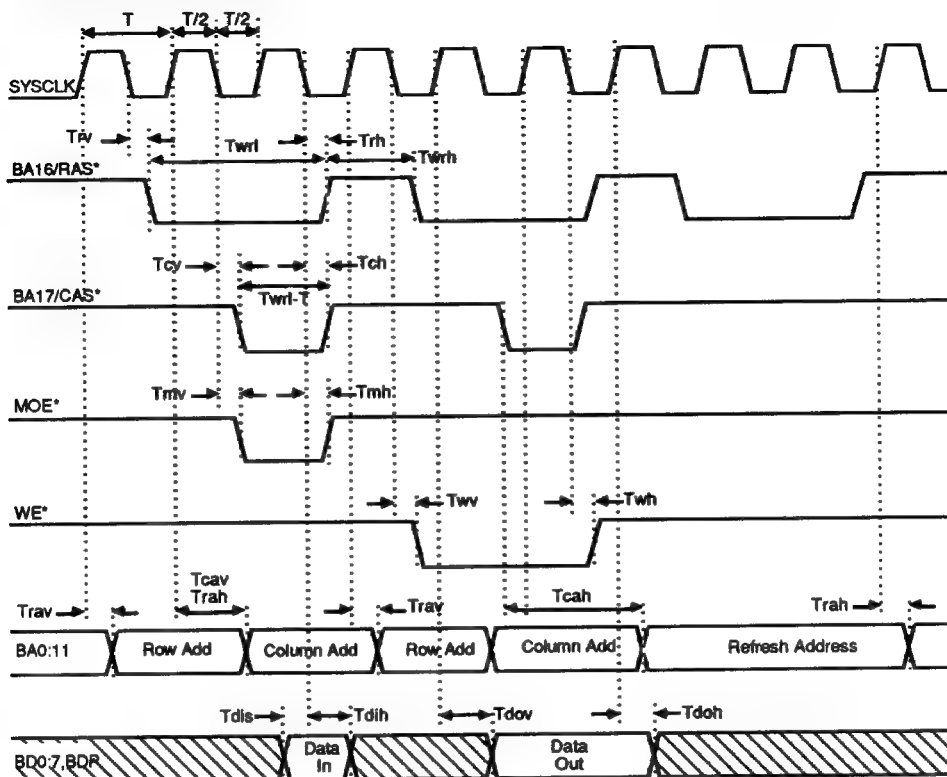 T T/2 T/2
SYSCLK
Trv Twrl Trh Twrh
BA16/RAS*
Tcy Tch
Twrl-T
BA17/CAS*
Tmv Tmh
MOE*
Twv Twh
WE*
Tcav
Trav Trah Trav Tcah Trah
BA0:11 Row Add Column Add Row Add Column Add Refresh Address
Tdis Tdih Tdov Tdoh
BD0:7,BDP Data In Data Out